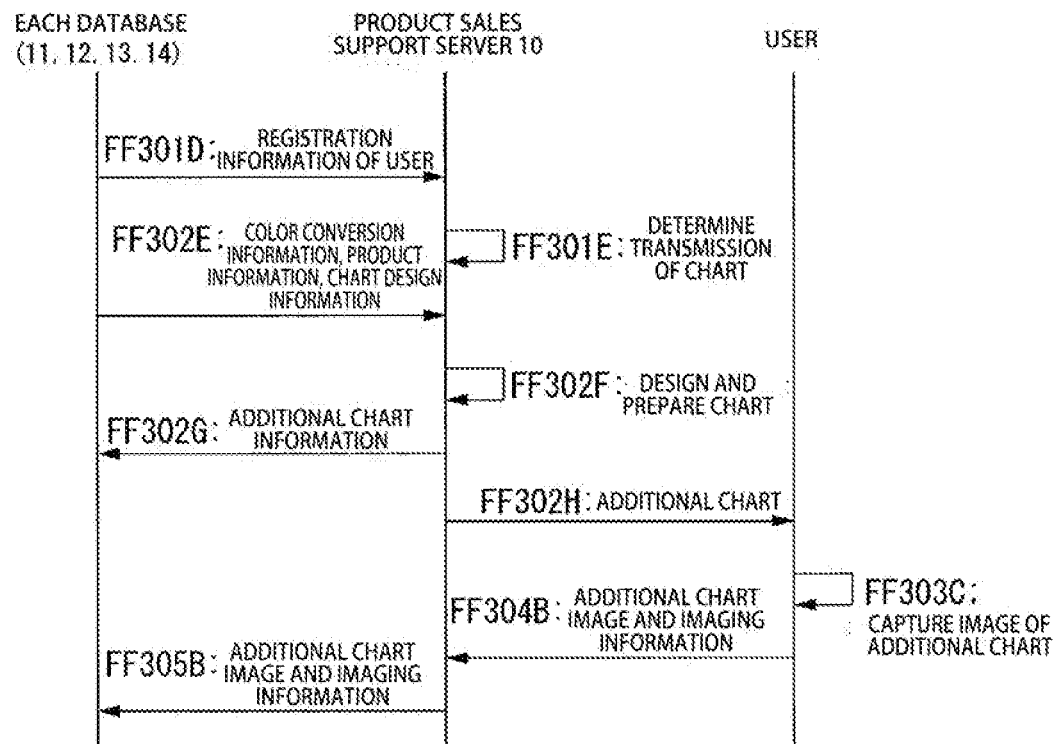 EACH DATABASE
(11, 12, 13, 14)
PRODUCT SALES
SUPPORT SERVER 10
USER
FF301D: REGISTRATION
INFORMATION OF USER
FF302E: COLOR CONVERSION
INFORMATION, PRODUCT
INFORMATION, CHART DESIGN
INFORMATION
FF301E: DETERMINE
TRANSMISSION
OF CHART
FF302F: DESIGN AND
PREPARE CHART
FF302G: ADDITIONAL CHART
INFORMATION
FF302H: ADDITIONAL CHART
FF303C:
CAPTURE IMAGE OF
ADDITIONAL CHART
FF304B: ADDITIONAL CHART
IMAGE AND IMAGING
INFORMATION
FF305B: ADDITIONAL CHART
IMAGE AND IMAGING
INFORMATION